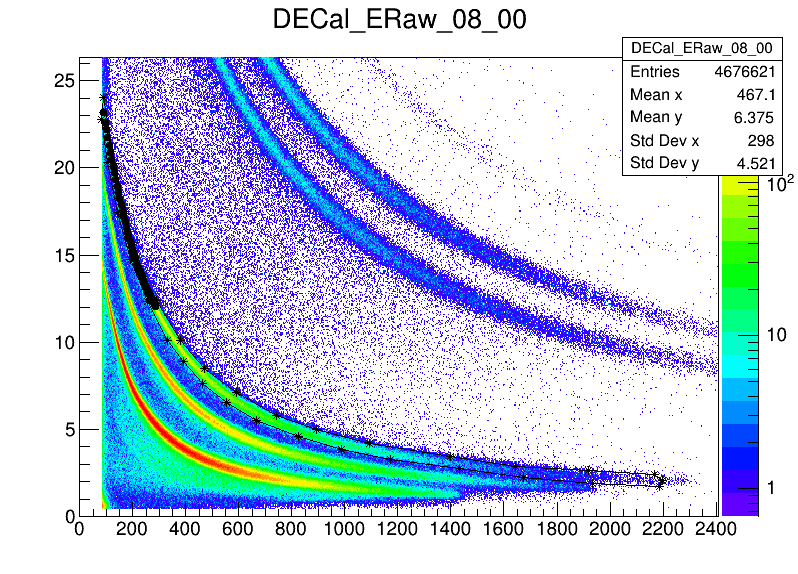 DECal_ERaw_08_00
DECal_ERaw_08_00
Entries 4676621
Mean x 467.1
Mean y 6.375
Std Dev x 298
Std Dev y 4.521
25
20
15
10
5
0
0 200 400 600 800 1000 1200 1400 1600 1800 2000 2200 2400
10²
10
1